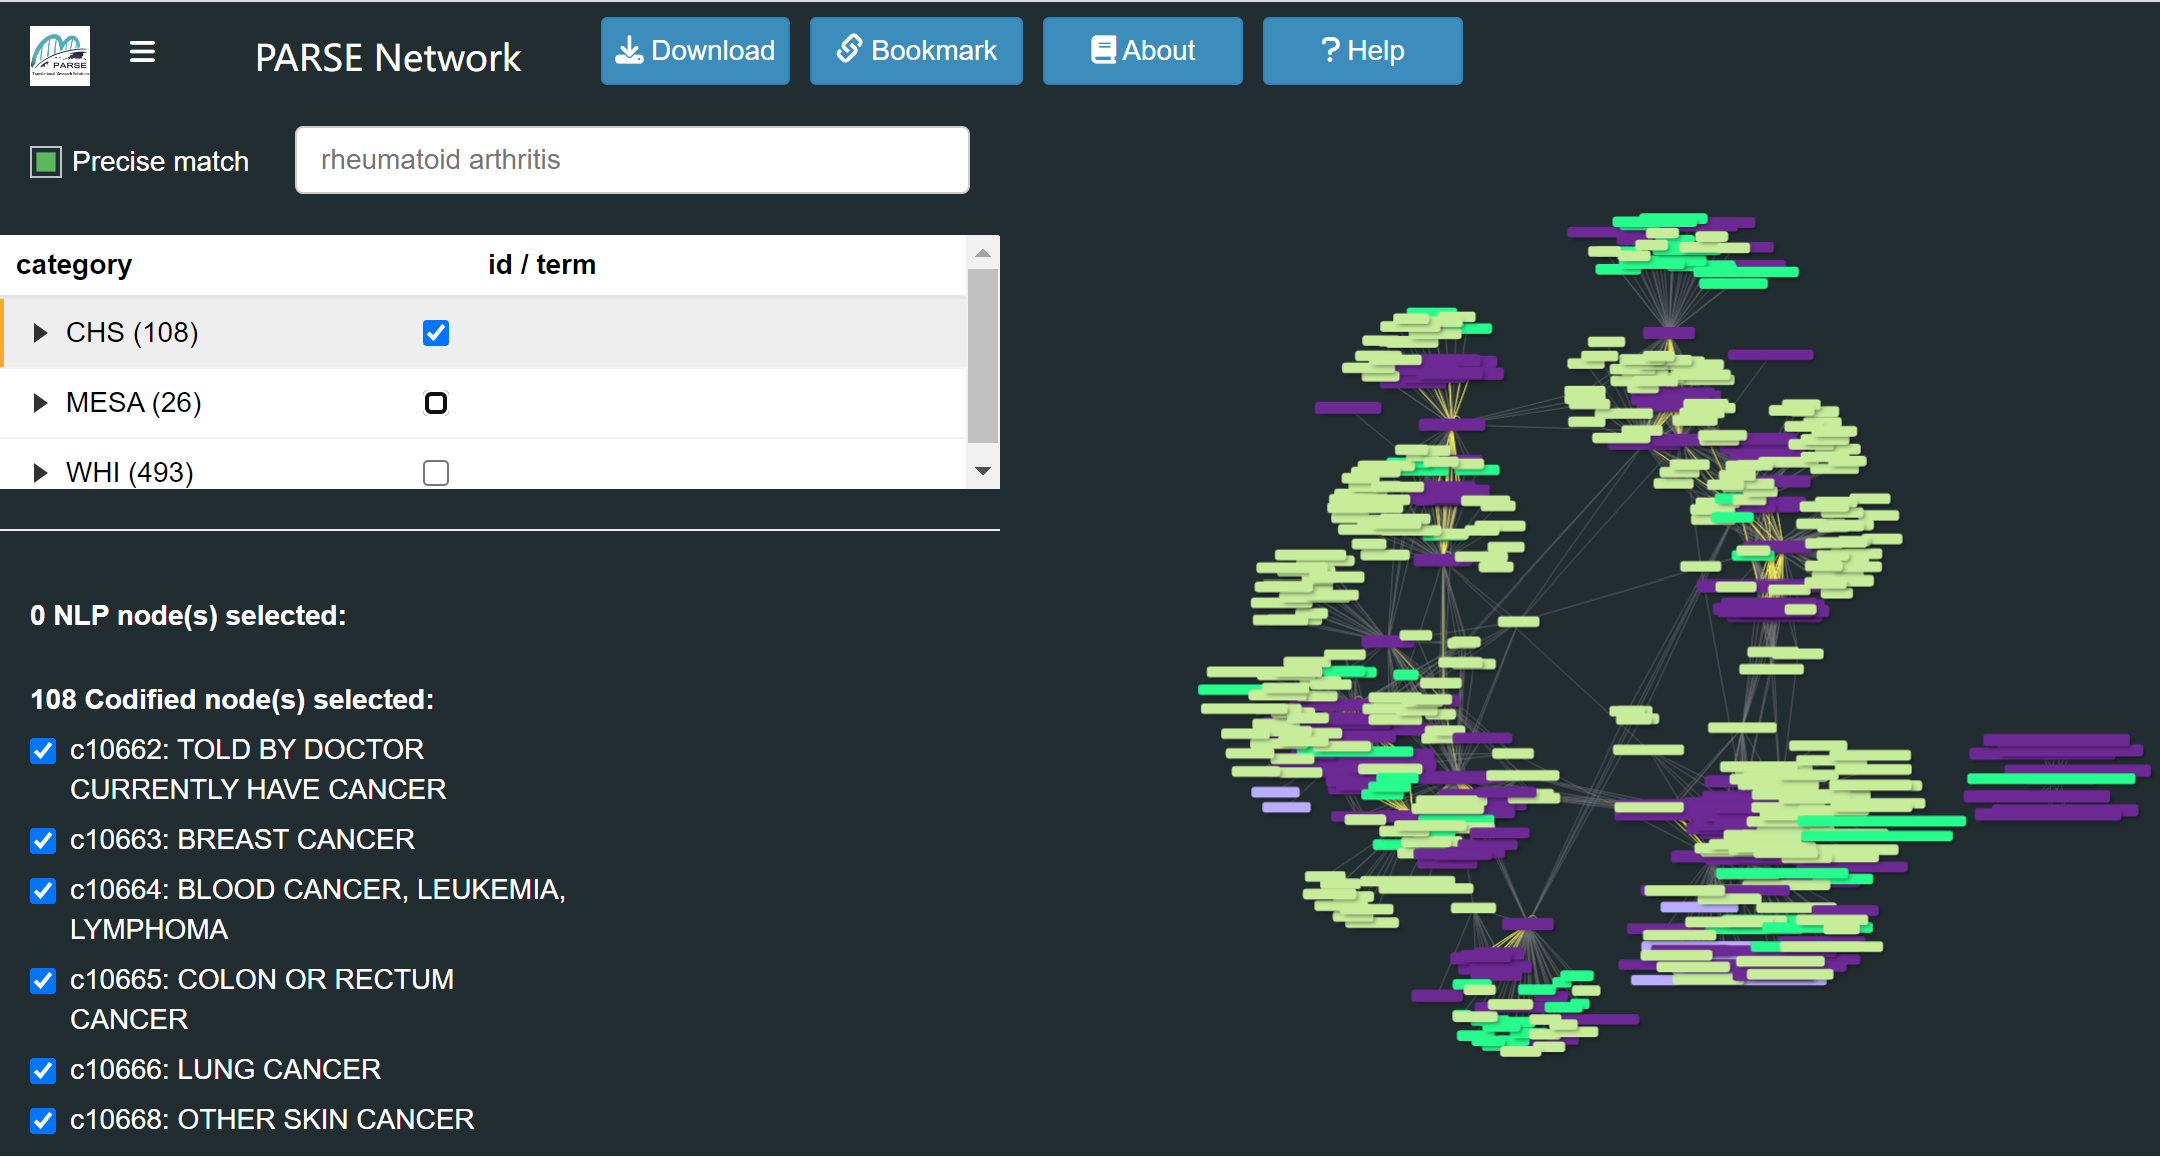 PARSE
PARSE Network
Download
Bookmark
About
? Help
Precise match
rheumatoid arthritis
category
id / term
CHS (108)
MESA (26)
WHI (493)
0 NLP node(s) selected:
108 Codified node(s) selected:
c10662: TOLD BY DOCTOR
CURRENTLY HAVE CANCER
c10663: BREAST CANCER
c10664: BLOOD CANCER, LEUKEMIA,
LYMPHOMA
c10665: COLON OR RECTUM
CANCER
c10666: LUNG CANCER
c10668: OTHER SKIN CANCER